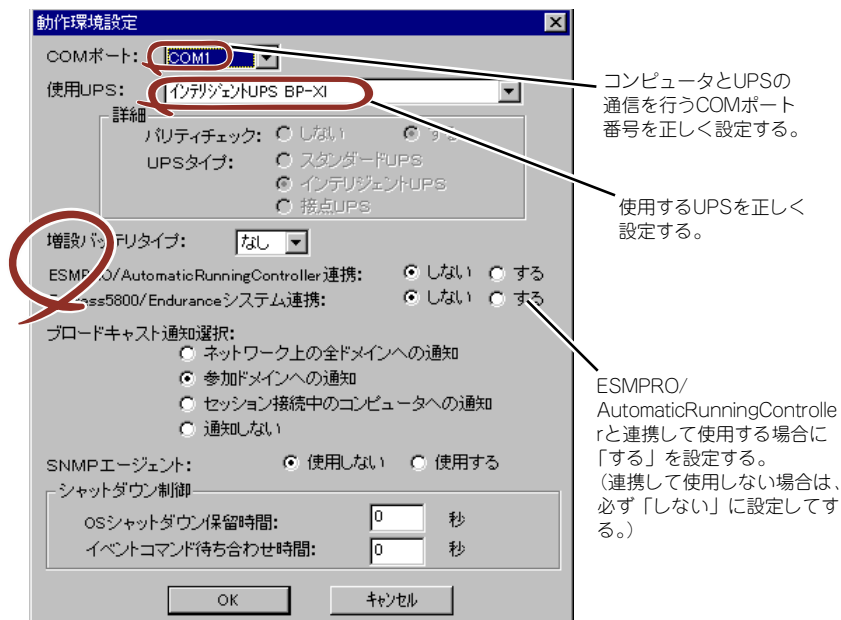 動作環境設定
COMポート: COM1
使用UPS: インテリジェントUPS BP-XI
詳細
パリティチェック: しない する
UPSタイプ: スタンダードUPS
インテリジェントUPS
接点UPS
増設バッテリタイプ: なし
ESMPRO/AutomaticRunningController連携: しない する
Express5800/Enduranceシステム連携: しない する
ブロードキャスト通知選択:
ネットワーク上の全ドメインへの通知
参加ドメインへの通知
セッション接続中のコンピュータへの通知
通知しない
SNMPエージェント: 使用しない 使用する
シャットダウン制御
OSシャットダウン保留時間: 0 秒
イベントコマンド待ち合わせ時間: 0 秒
OK キャンセル
コンピュータとUPSの
通信を行うCOMポート
番号を正しく設定する。
使用するUPSを正しく
設定する。
ESMPRO/
AutomaticRunningControlle
rと連携して使用する場合に
「する」を設定する。
（連携して使用しない場合は、
必ず「しない」に設定してす
る。）